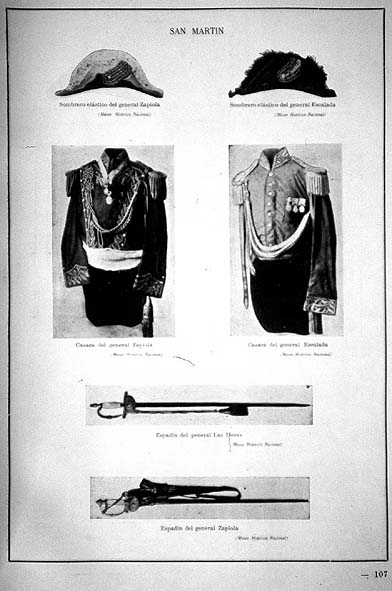 SAN MARTIN
Sombrero elástico del general Zapiola
(Museo Histórico Nacional)
Sombrero elástico del general Escalada
(Museo Histórico Nacional)
Casaca del general Zapiola
(Museo Histórico Nacional)
Casaca del general Escalada
(Museo Histórico Nacional)
Espadín del general Las Heras
(Museo Histórico Nacional)
Espadín del general Zapiola
(Museo Histórico Nacional)
— 107